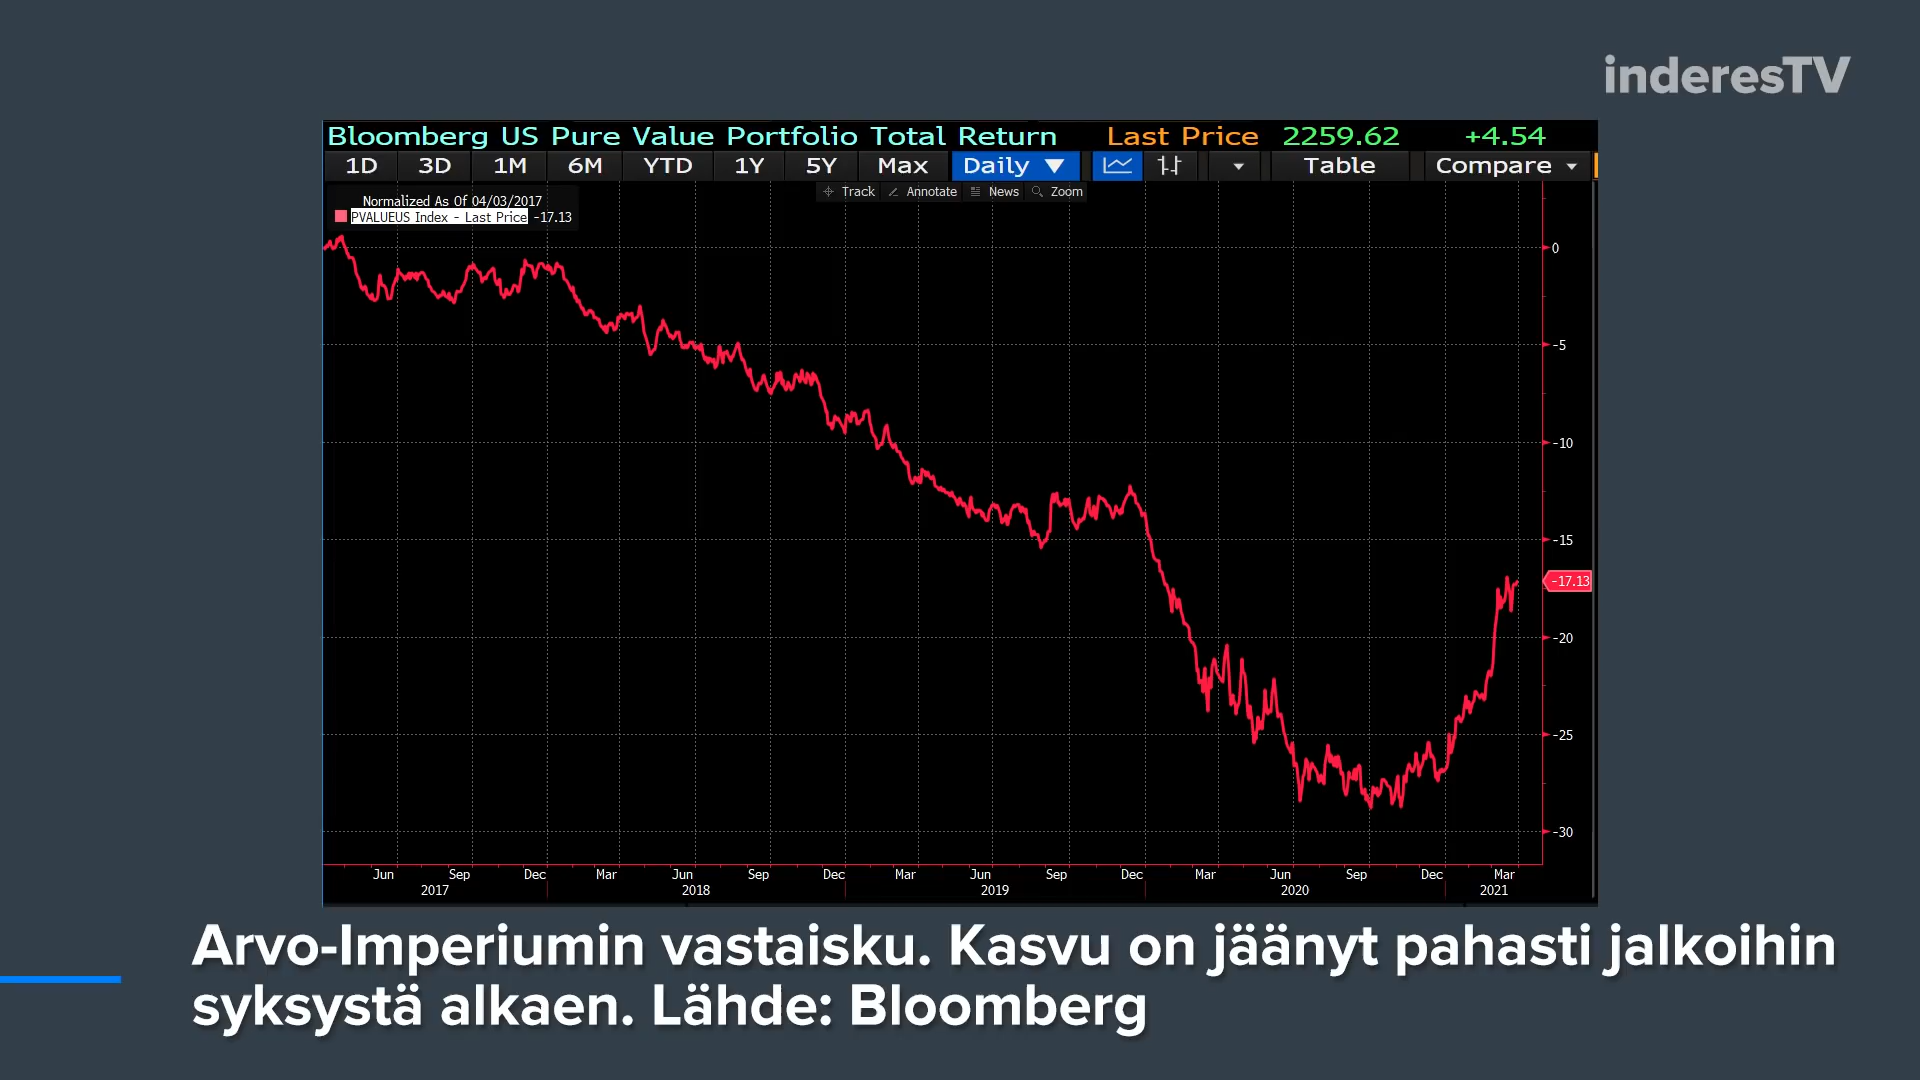 inderesTV
Bloomberg US Pure Value Portfolio Total Return Last Price 2259.62 +4.54
1D 3D 1M 6M YTD 1Y 5Y Max Daily ▼ Table Compare
Track Annotate News Zoom
Normalized As Of 04/03/2017
PVALUEUS Index - Last Price -17.13
0
-5
-10
-15
-17.13
-20
-25
-30
Jun Sep Dec Mar Jun Sep Dec Mar Jun Sep Dec Mar Jun Sep Dec Mar
2017 2018 2019 2020 2021
Arvo-Imperiumin vastaisku. Kasvu on jäänyt pahasti jalkoihin
syksystä alkaen. Lähde: Bloomberg